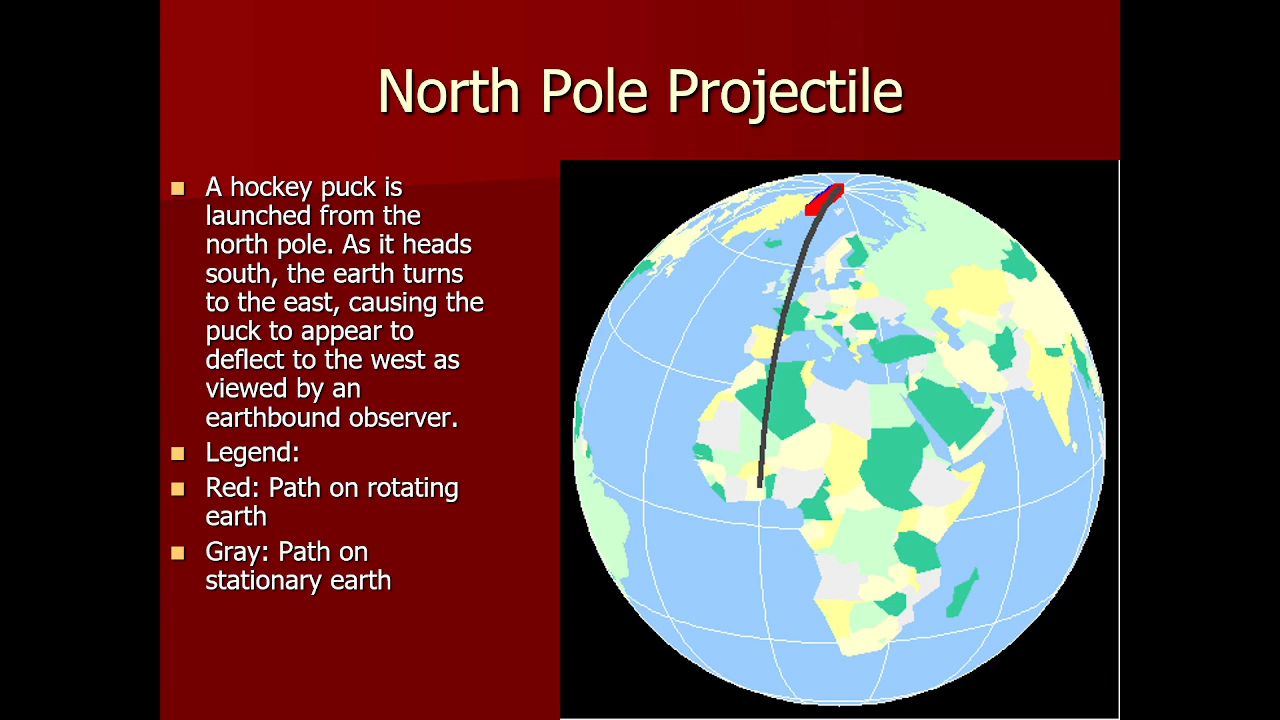 North Pole Projectile
A hockey puck is
launched from the
north pole. As it heads
south, the earth turns
to the east, causing the
puck to appear to
deflect to the west as
viewed by an
earthbound observer.
Legend:
Red: Path on rotating
earth
Gray: Path on
stationary earth